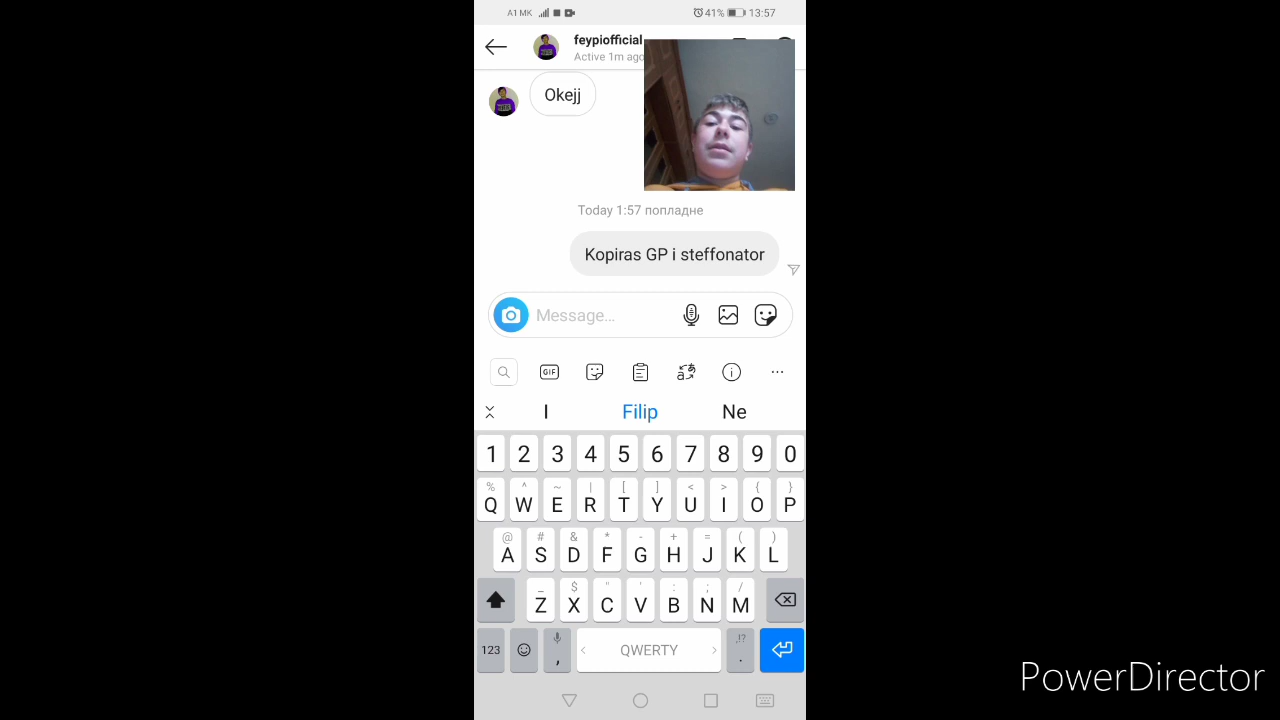 A1 MK
41% 13:57
feypiofficial
Active 1m ago
Okejj
Today 1:57 попладне
Kopiras GP i steffonator
Message...
GIF
I Filip Ne
1 2 3 4 5 6 7 8 9 0
% ^ ~ | [ ] < > { }
Q W E R T Y U I O P
@ # & * - + = ( )
A S D F G H J K L
_ $ " ' : ; /
Z X C V B N M
123 , QWERTY ,!? .
PowerDirector